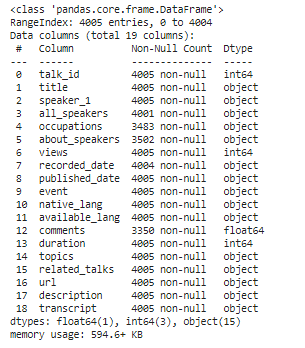 <class 'pandas.core.frame.DataFrame'>
RangeIndex: 4005 entries, 0 to 4004
Data columns (total 19 columns):
 #   Column          Non-Null Count  Dtype
---  ------          --------------  -----
 0   talk_id         4005 non-null   int64
 1   title           4005 non-null   object
 2   speaker_1       4005 non-null   object
 3   all_speakers    4001 non-null   object
 4   occupations     3483 non-null   object
 5   about_speakers  3502 non-null   object
 6   views           4005 non-null   int64
 7   recorded_date   4004 non-null   object
 8   published_date  4005 non-null   object
 9   event           4005 non-null   object
 10  native_lang     4005 non-null   object
 11  available_lang  4005 non-null   object
 12  comments        3350 non-null   float64
 13  duration        4005 non-null   int64
 14  topics          4005 non-null   object
 15  related_talks   4005 non-null   object
 16  url             4005 non-null   object
 17  description     4005 non-null   object
 18  transcript      4005 non-null   object
dtypes: float64(1), int64(3), object(15)
memory usage: 594.6+ KB